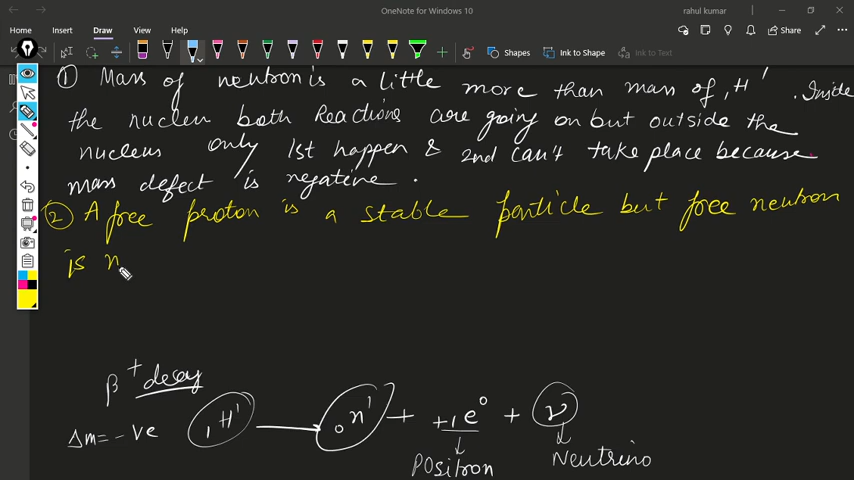 OneNote for Windows 10
rahul kumar
Home Insert Draw View Help
Share
Shapes Ink to Shape Ink to Text
① Mass of neutron is a little more than mass of ₁H¹. Inside
the nucleu both Reactions are going on but outside the
nucleus only 1st happen & 2nd can't take place because
mass defect is negative.
② A free proton is a stable particle but free neutron
is n
β⁺ decay
Δm = -ve ₁H¹ → ₀n¹ + ₊₁e⁰ + ν
Positron Neutrino